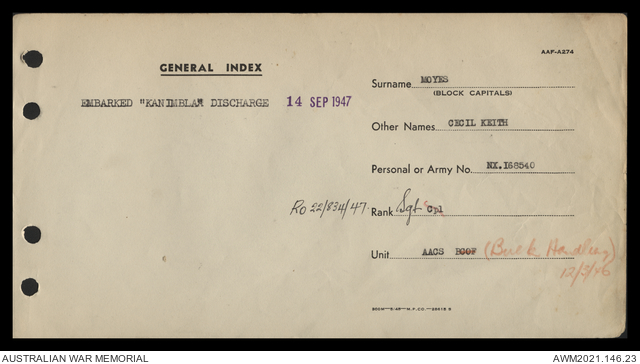 AAF-A274
GENERAL INDEX
EMBARKED "KANIMBLA" DISCHARGE 14 SEP 1947
Surname MOYES
(BLOCK CAPITALS)
Other Names CECIL KEITH
Personal or Army No. NX.168540
RO 22/834/47. Rank Sgt Cpl
Unit AACS BCOF (Bulk Handling)
12/3/46
AUSTRALIAN WAR MEMORIAL
AWM2021.146.23